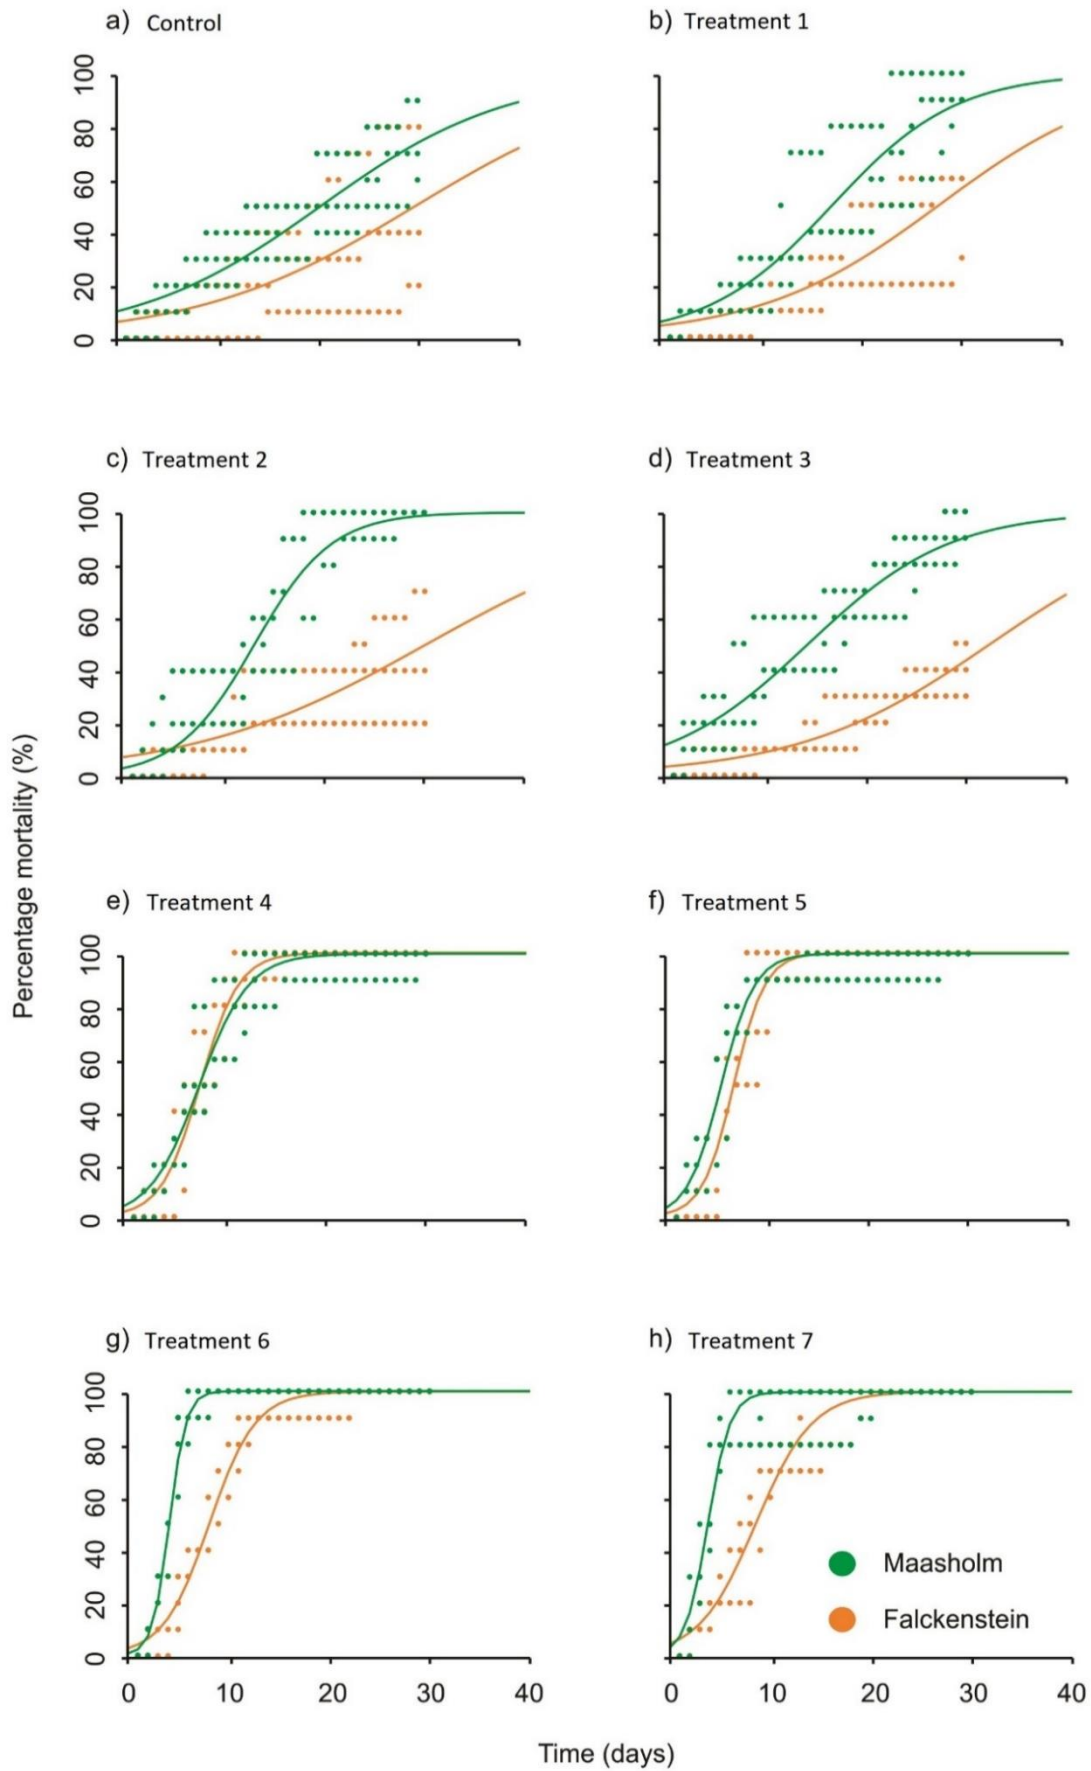 a) Control
b) Treatment 1
100
80
60
40
20
0
c) Treatment 2
d) Treatment 3
100
80
60
40
20
0
Percentage mortality (%)
e) Treatment 4
f) Treatment 5
100
80
60
40
20
0
g) Treatment 6
h) Treatment 7
100
80
60
40
20
0
Maasholm
Falckenstein
0 10 20 30 40
0 10 20 30 40
Time (days)